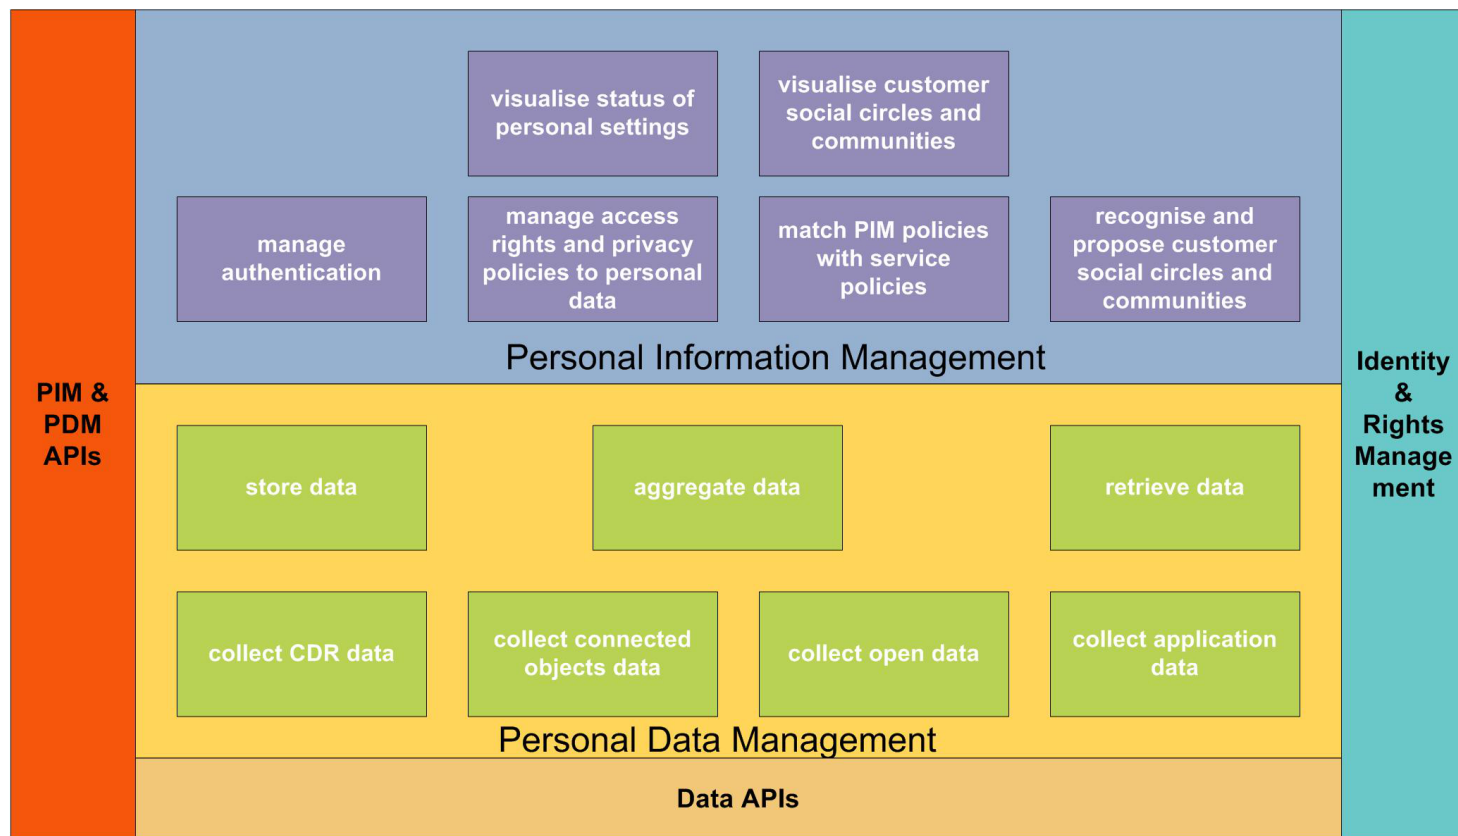 visualise status of
personal settings
visualise customer
social circles and
communities
manage
authentication
manage access
rights and privacy
policies to personal
data
match PIM policies
with service
policies
recognise and
propose customer
social circles and
communities
Personal Information Management
PIM &
PDM
APIs
Identity
&
Rights
Manage
ment
store data
aggregate data
retrieve data
collect CDR data
collect connected
objects data
collect open data
collect application
data
Personal Data Management
Data APIs